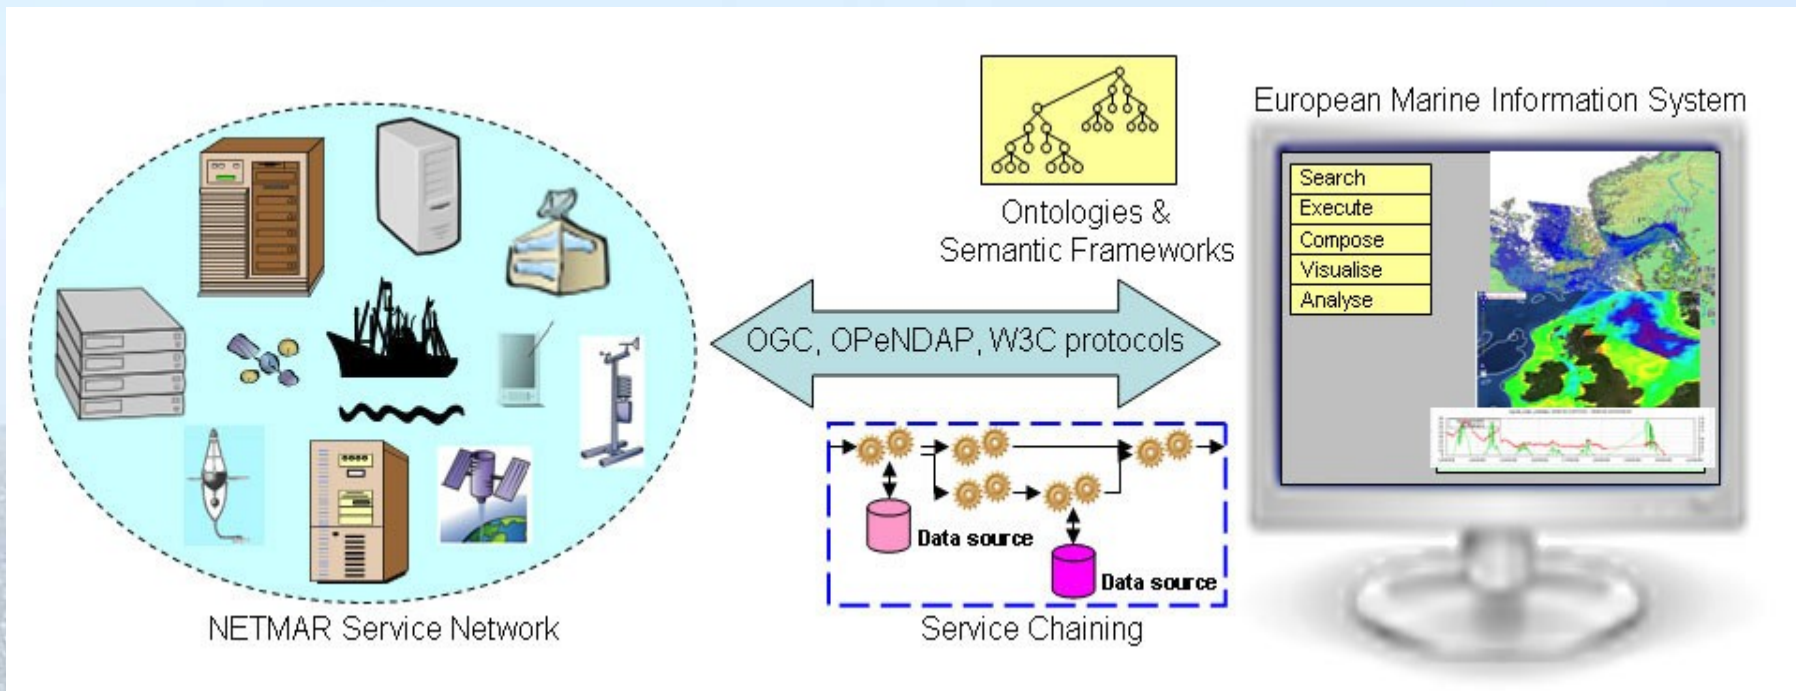 European Marine Information System
Search
Execute
Compose
Visualise
Analyse
Ontologies &
Semantic Frameworks
OGC, OPeNDAP, W3C protocols
Data source
Data source
NETMAR Service Network
Service Chaining